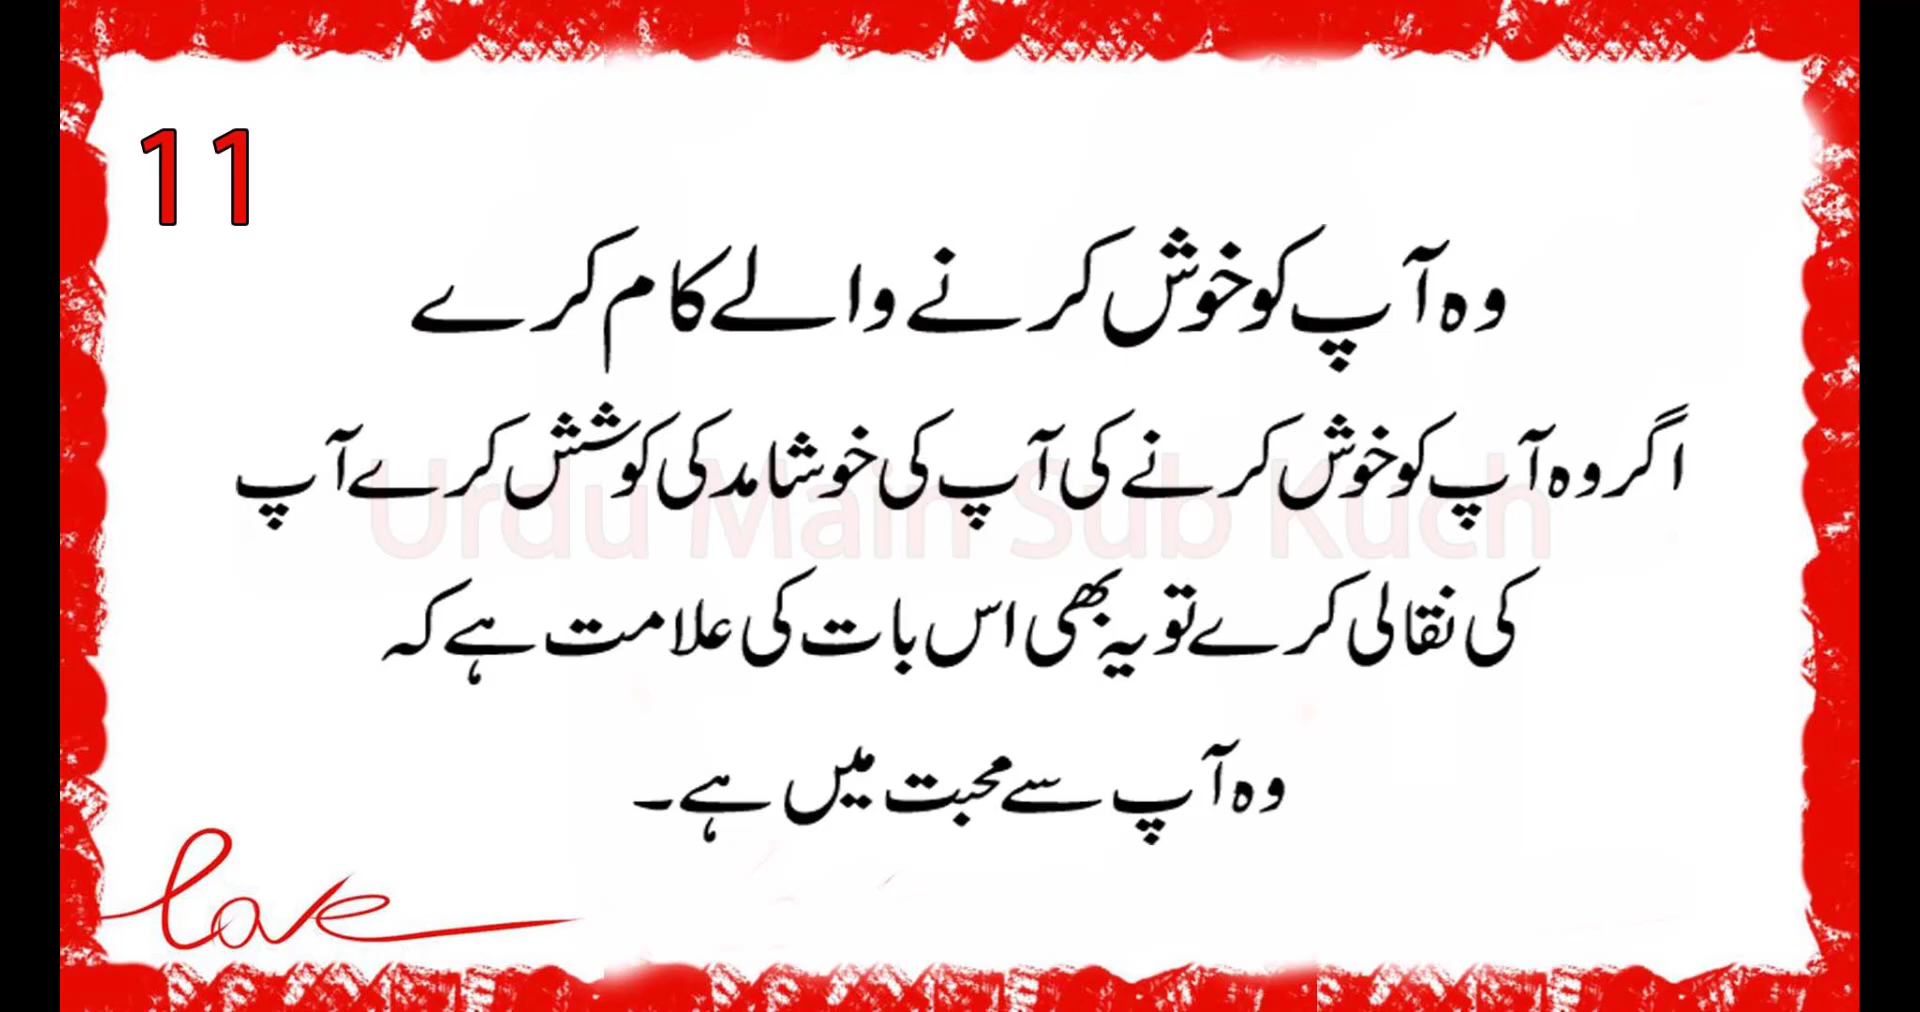 11
وہ آپ کو خوش کرنے والے کام کرے
اگر وہ آپ کو خوش کرنے کی آپ کی خوشامد کی کوشش کرے آپ
کی نقالی کرے تو یہ بھی اس بات کی علامت ہے کہ
وہ آپ سے محبت میں ہے۔
Urdu Main Sub Kuch
love